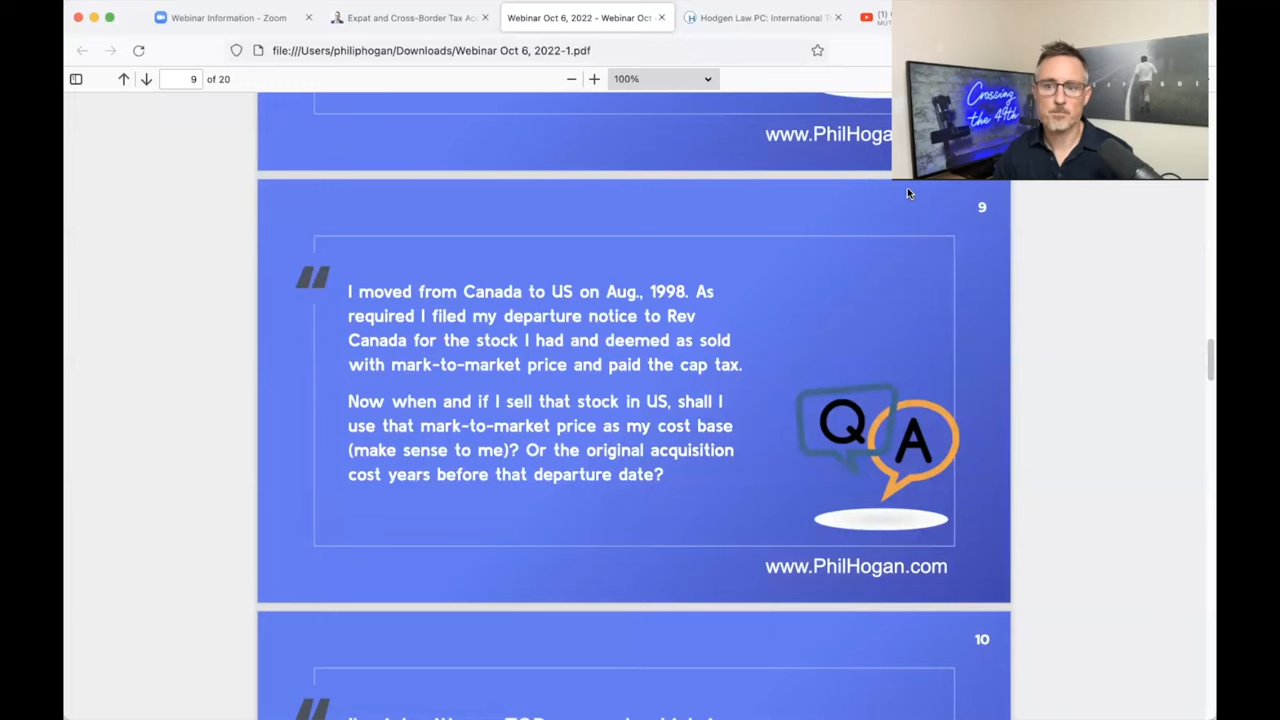 Webinar Information - Zoom
Expat and Cross-Border Tax Ac
Webinar Oct 6, 2022 - Webinar Oct
Hodgen Law PC: International T
(1)
MUT
file:///Users/philiphogan/Downloads/Webinar Oct 6, 2022-1.pdf
9 of 20
100%
Crossing
the 49th
www.PhilHoga
9
I moved from Canada to US on Aug., 1998. As
required I filed my departure notice to Rev
Canada for the stock I had and deemed as sold
with mark-to-market price and paid the cap tax.
Now when and if I sell that stock in US, shall I
use that mark-to-market price as my cost base
(make sense to me)? Or the original acquisition
cost years before that departure date?
Q A
www.PhilHogan.com
10